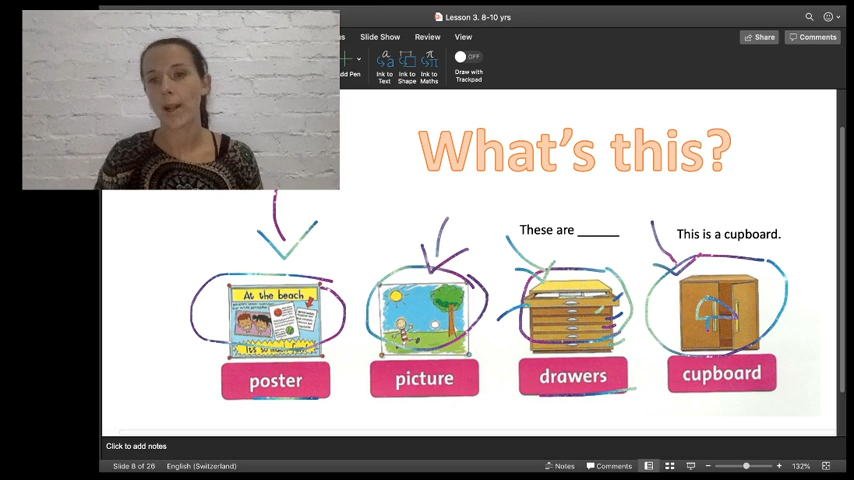 Lesson 3. 8-10 yrs
Slide Show Review View
Share Comments
Add Pen
Ink to Text
Ink to Shape
Ink to Maths
OFF
Draw with Trackpad
What's this?
These are ______
This is a cupboard.
At the beach
poster
picture
drawers
cupboard
Click to add notes
Slide 8 of 26 English (Switzerland) Notes Comments 132%